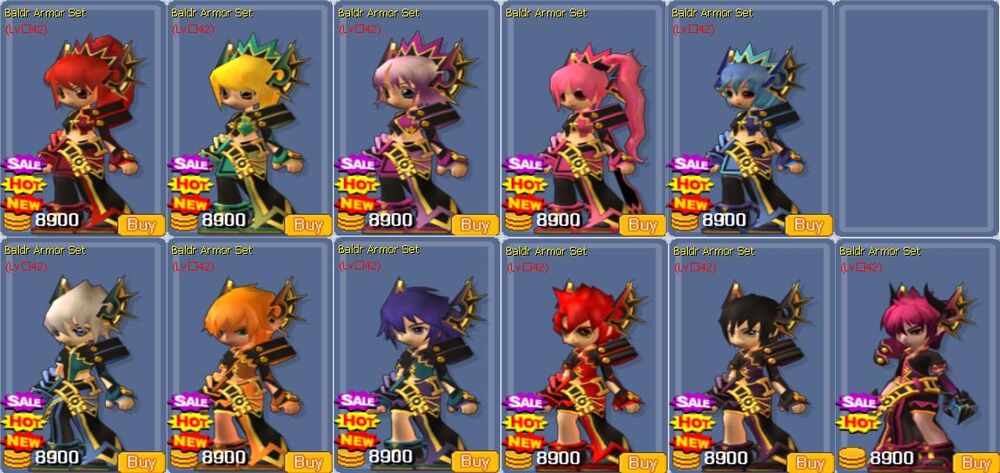 Baldr Armor Set
(Lv□42)
SALE
HOT
NEW
8900
Buy
Baldr Armor Set
(Lv□42)
SALE
HOT
NEW
8900
Buy
Baldr Armor Set
(Lv□42)
SALE
HOT
NEW
8900
Buy
Baldr Armor Set
(Lv□42)
SALE
HOT
NEW
8900
Buy
Baldr Armor Set
(Lv□42)
SALE
HOT
NEW
8900
Buy
Baldr Armor Set
(Lv□42)
SALE
HOT
NEW
8900
Buy
Baldr Armor Set
(Lv□42)
SALE
HOT
NEW
8900
Buy
Baldr Armor Set
(Lv□42)
SALE
HOT
NEW
8900
Buy
Baldr Armor Set
(Lv□42)
SALE
HOT
NEW
8900
Buy
Baldr Armor Set
(Lv□42)
SALE
HOT
NEW
8900
Buy
Baldr Armor Set
(Lv□42)
SALE
HOT
8900
Buy